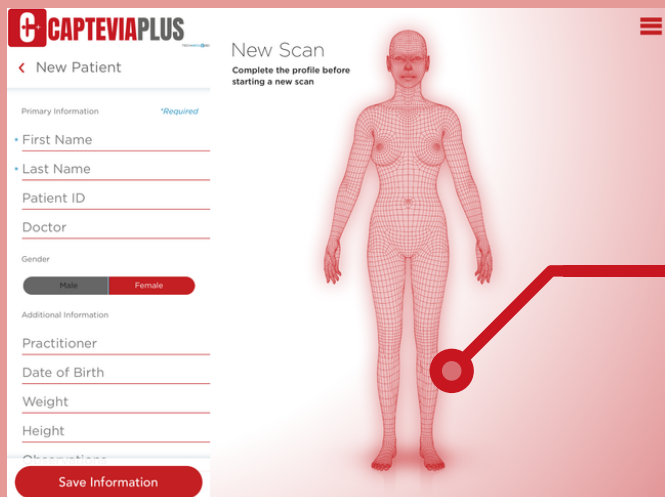 CAPTEVIAPLUS
New Patient
Primary Information *Required
* First Name
* Last Name
Patient ID
Doctor
Gender
Male Female
Additional Information
Practitioner
Date of Birth
Weight
Height
Observations
Save Information
New Scan
Complete the profile before
starting a new scan